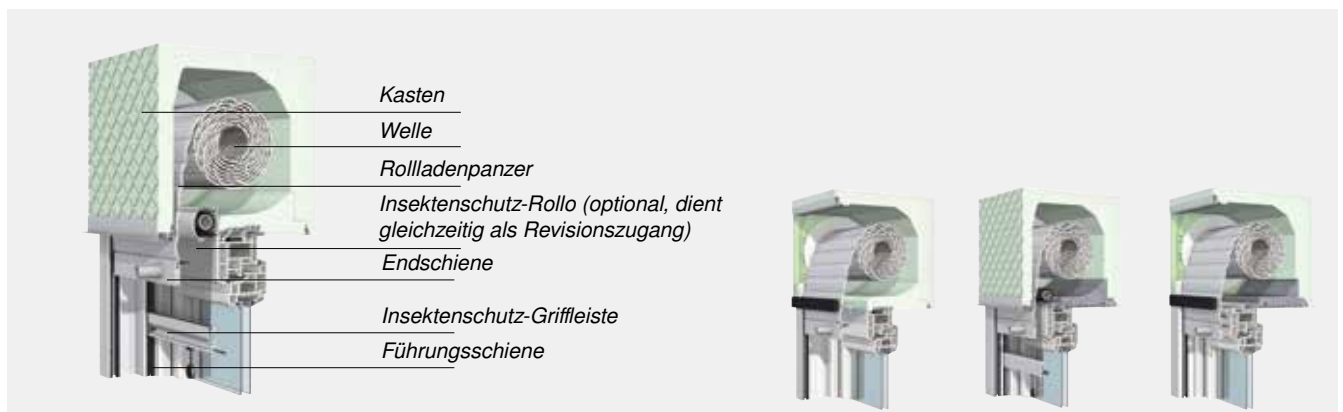 Kasten
Welle
Rollladenpanzer
Insektenschutz-Rollo (optional, dient
gleichzeitig als Revisionszugang)
Endschiene
Insektenschutz-Griffleiste
Führungsschiene